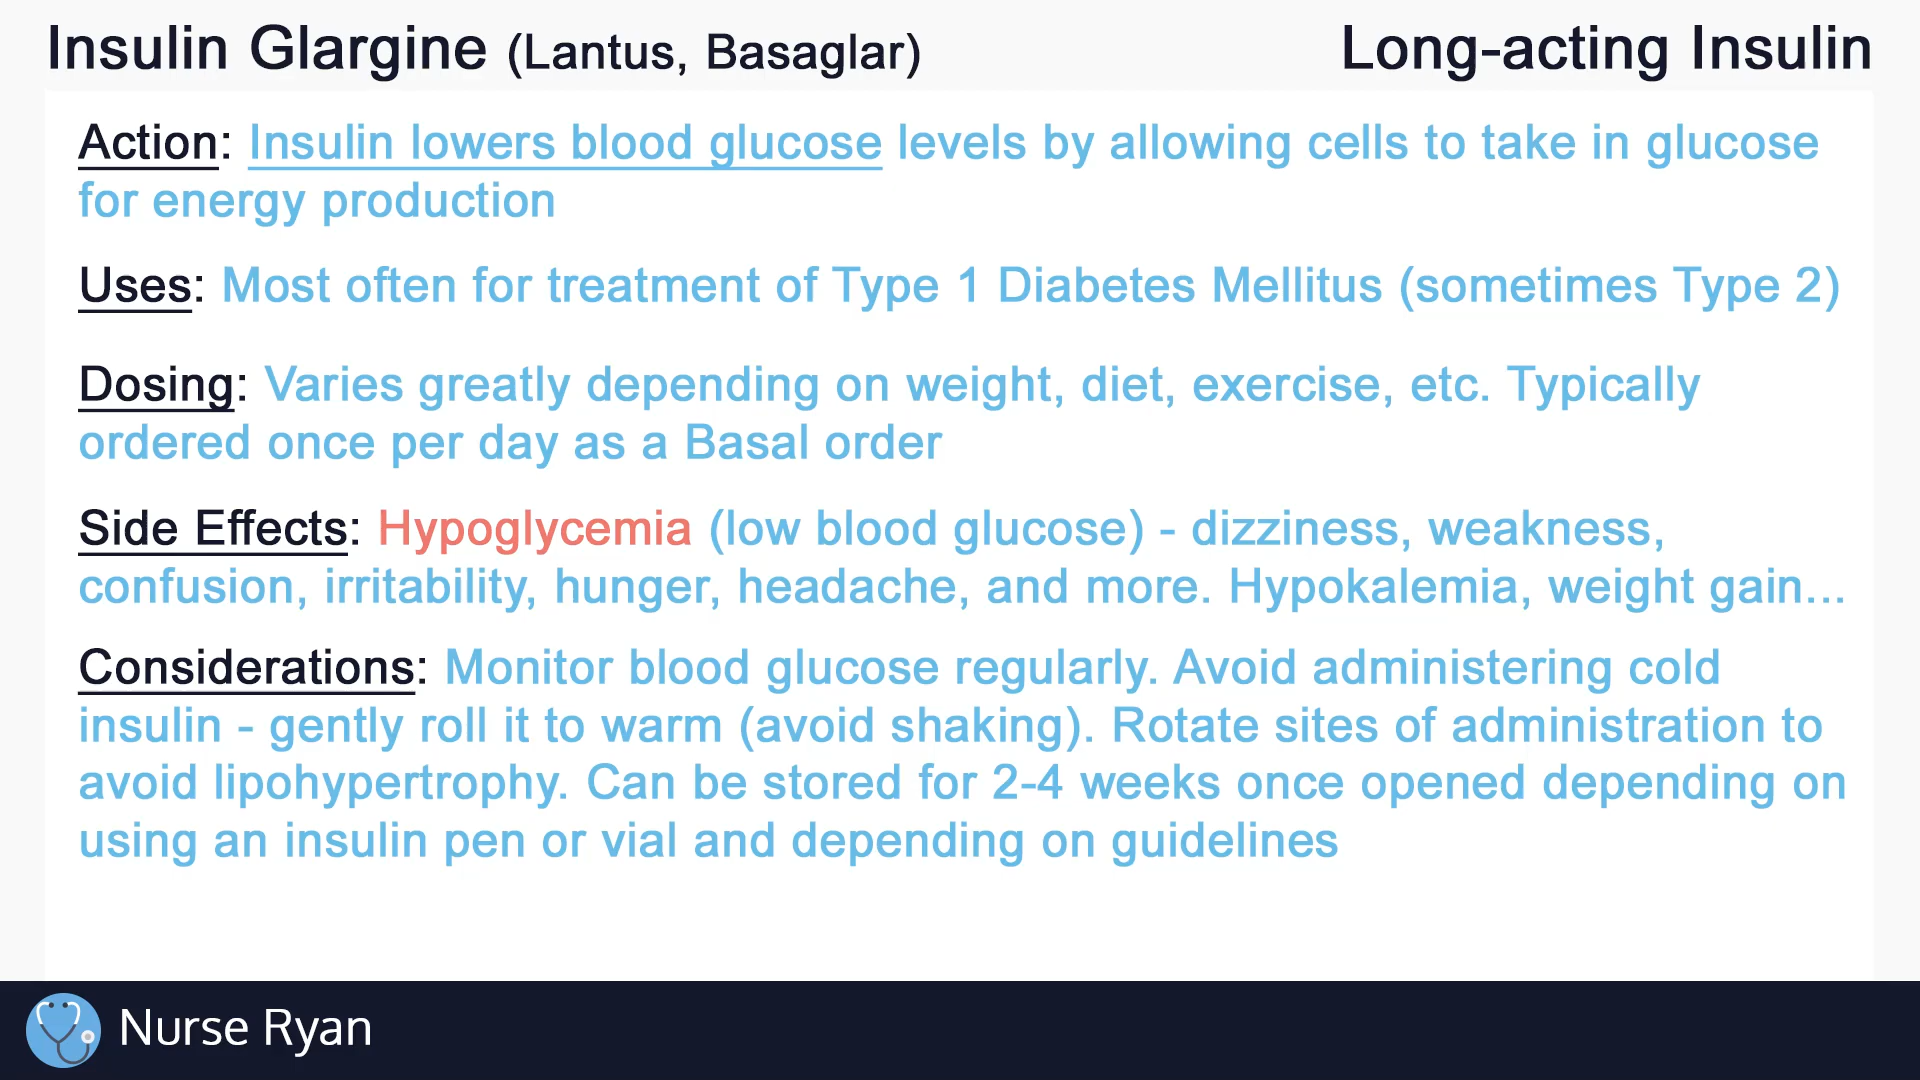 Insulin Glargine (Lantus, Basaglar)
Long-acting Insulin
Action: Insulin lowers blood glucose levels by allowing cells to take in glucose
for energy production
Uses: Most often for treatment of Type 1 Diabetes Mellitus (sometimes Type 2)
Dosing: Varies greatly depending on weight, diet, exercise, etc. Typically
ordered once per day as a Basal order
Side Effects: Hypoglycemia (low blood glucose) - dizziness, weakness,
confusion, irritability, hunger, headache, and more. Hypokalemia, weight gain...
Considerations: Monitor blood glucose regularly. Avoid administering cold
insulin - gently roll it to warm (avoid shaking). Rotate sites of administration to
avoid lipohypertrophy. Can be stored for 2-4 weeks once opened depending on
using an insulin pen or vial and depending on guidelines
Nurse Ryan